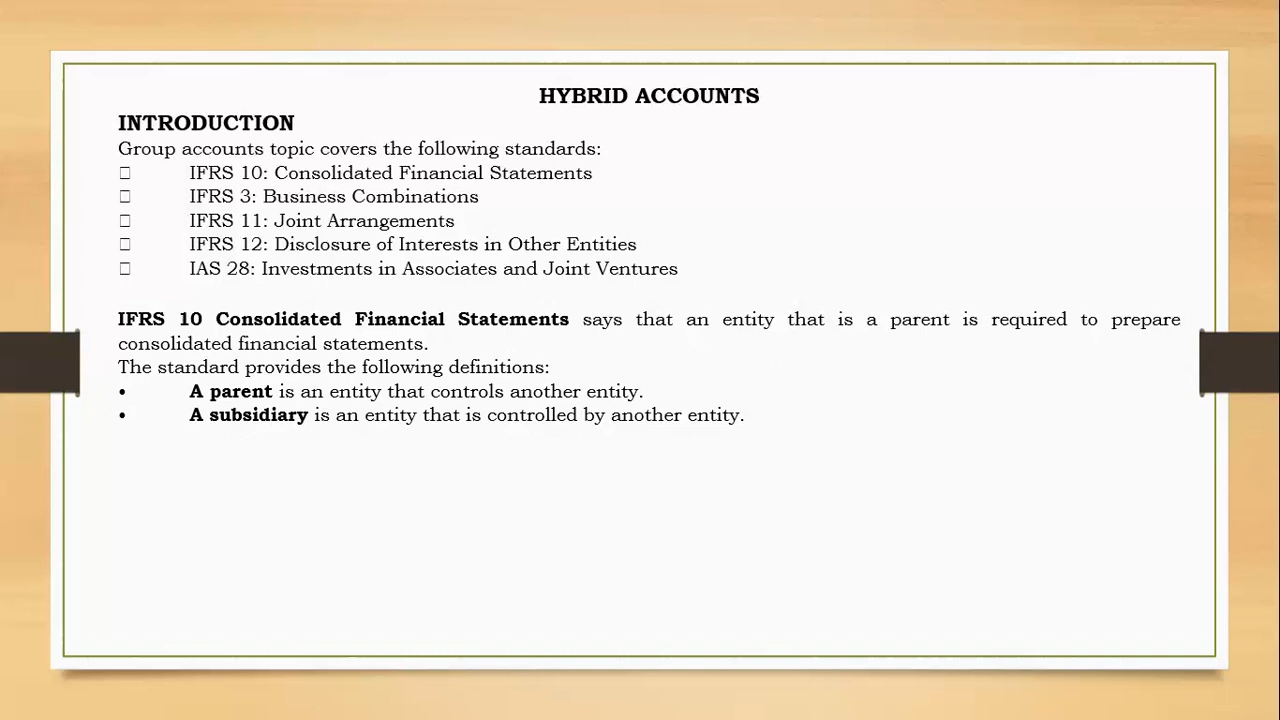 HYBRID ACCOUNTS
INTRODUCTION
Group accounts topic covers the following standards:
□ IFRS 10: Consolidated Financial Statements
□ IFRS 3: Business Combinations
□ IFRS 11: Joint Arrangements
□ IFRS 12: Disclosure of Interests in Other Entities
□ IAS 28: Investments in Associates and Joint Ventures
IFRS 10 Consolidated Financial Statements says that an entity that is a parent is required to prepare
consolidated financial statements.
The standard provides the following definitions:
• A parent is an entity that controls another entity.
• A subsidiary is an entity that is controlled by another entity.